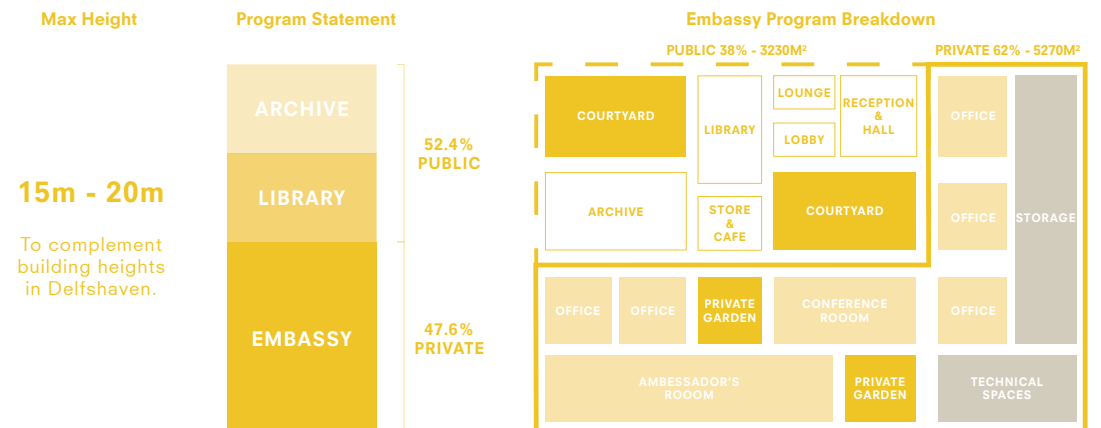 Max Height
15m - 20m
To complement
building heights
in Delfshaven.
Program Statement
ARCHIVE
LIBRARY
EMBASSY
52.4%
PUBLIC
47.6%
PRIVATE
Embassy Program Breakdown
PUBLIC 38% - 3230M²
PRIVATE 62% - 5270M²
COURTYARD
LIBRARY
LOUNGE
LOBBY
RECEPTION
&
HALL
OFFICE
STORAGE
ARCHIVE
STORE
&
CAFE
COURTYARD
OFFICE
OFFICE
OFFICE
PRIVATE
GARDEN
CONFERENCE
ROOOM
OFFICE
AMBESSADOR'S
ROOOM
PRIVATE
GARDEN
TECHNICAL
SPACES